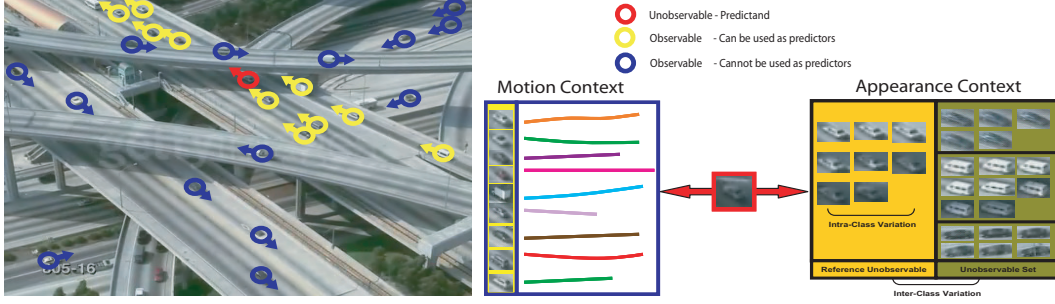 Unobservable - Predictand
Observable - Can be used as predictors
Observable - Cannot be used as predictors
Motion Context
Appearance Context
Intra-Class Variation
Reference Unobservable
Unobservable Set
Inter-Class Variation
805-16